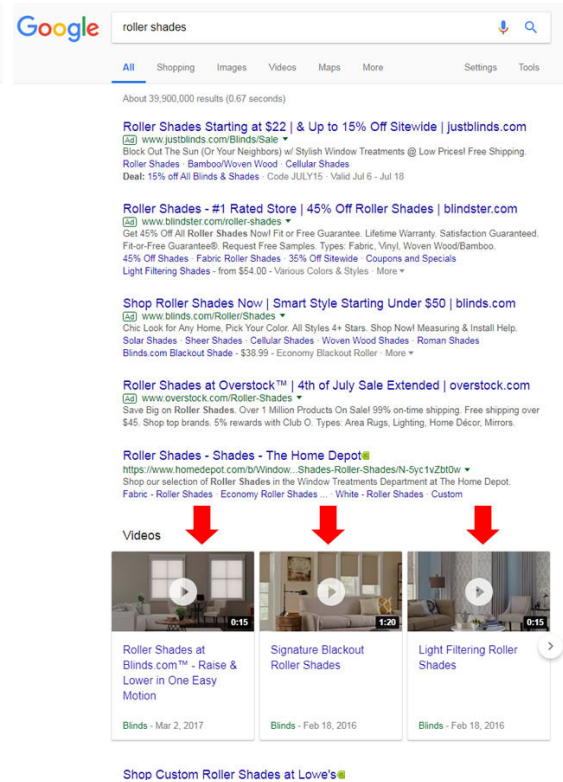 Google
roller shades
All Shopping Images Videos Maps More Settings Tools
About 39,900,000 results (0.67 seconds)
Roller Shades Starting at $22 | & Up to 15% Off Sitewide | justblinds.com
Ad www.justblinds.com/Blinds/Sale
Block Out The Sun (Or Your Neighbors) w/ Stylish Window Treatments @ Low Prices! Free Shipping.
Roller Shades · Bamboo/Woven Wood · Cellular Shades
Deal: 15% off All Blinds & Shades · Code JULY15 · Valid Jul 6 - Jul 18
Roller Shades - #1 Rated Store | 45% Off Roller Shades | blindster.com
Ad www.blindster.com/roller-shades
Get 45% Off All Roller Shades Now! Fit or Free Guarantee. Lifetime Warranty. Satisfaction Guaranteed.
Fit-or-Free Guarantee®. Request Free Samples. Types: Fabric, Vinyl, Woven Wood/Bamboo.
45% Off Shades · Fabric Roller Shades · 35% Off Sitewide · Coupons and Specials
Light Filtering Shades - from $54.00 - Various Colors & Styles · More
Shop Roller Shades Now | Smart Style Starting Under $50 | blinds.com
Ad www.blinds.com/Roller/Shades
Chic Look for Any Home, Pick Your Color. All Styles 4+ Stars. Shop Now! Measuring & Install Help.
Solar Shades · Sheer Shades · Cellular Shades · Woven Wood Shades · Roman Shades
Blinds.com Blackout Shade - $38.99 - Economy Blackout Roller · More
Roller Shades at Overstock™ | 4th of July Sale Extended | overstock.com
Ad www.overstock.com/Roller-Shades
Save Big on Roller Shades. Over 1 Million Products On Sale! 99% on-time shipping. Free shipping over
$45. Shop top brands. 5% rewards with Club O. Types: Area Rugs, Lighting, Home Décor, Mirrors.
Roller Shades - Shades - The Home Depot
https://www.homedepot.com/b/Window...Shades-Roller-Shades/N-5yc1vZbt0w
Shop our selection of Roller Shades in the Window Treatments Department at The Home Depot.
Fabric - Roller Shades · Economy Roller Shades ... · White - Roller Shades · Custom
Videos
0:15
1:20
0:15
Roller Shades at
Blinds.com™ - Raise &
Lower in One Easy
Motion
Blinds - Mar 2, 2017
Signature Blackout
Roller Shades
Blinds - Feb 18, 2016
Light Filtering Roller
Shades
Blinds - Feb 18, 2016
Shop Custom Roller Shades at Lowe's